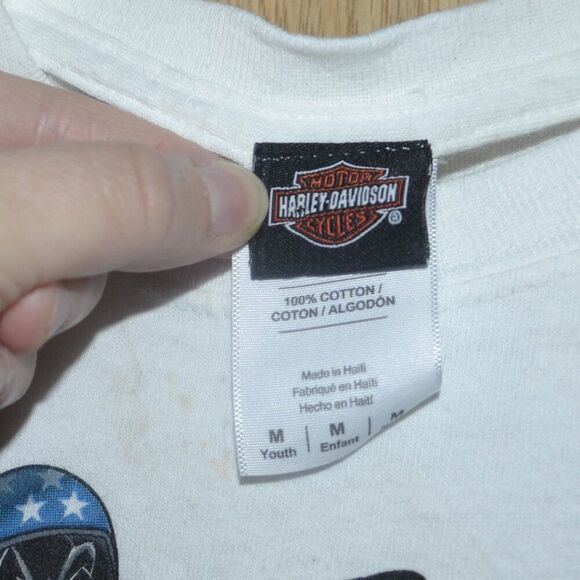 MOTOR
HARLEY-DAVIDSON
CYCLES ®
100% COTTON /
COTON / ALGODÓN
Made in Haiti
Fabriqué en Haïti
Hecho en Haití
M | M | M
Youth | Enfant |